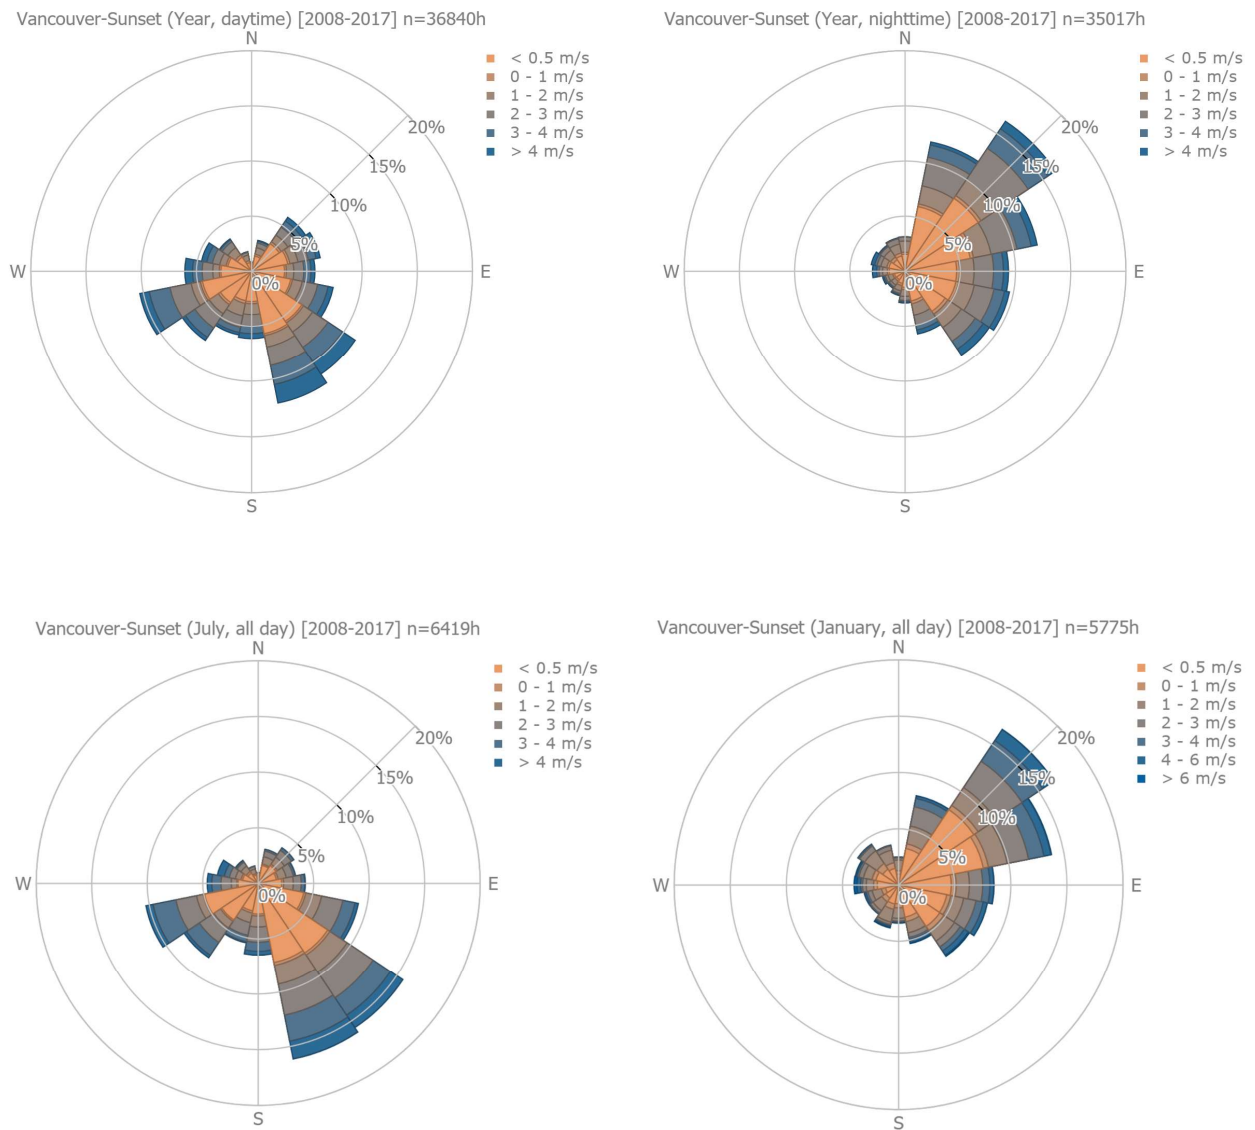 Vancouver-Sunset (Year, daytime) [2008-2017] n=36840h
N
< 0.5 m/s
0 - 1 m/s
1 - 2 m/s
2 - 3 m/s
3 - 4 m/s
> 4 m/s
20%
15%
10%
5%
0%
W
E
S
Vancouver-Sunset (Year, nighttime) [2008-2017] n=35017h
N
< 0.5 m/s
0 - 1 m/s
1 - 2 m/s
2 - 3 m/s
3 - 4 m/s
> 4 m/s
20%
15%
10%
5%
0%
W
E
S
Vancouver-Sunset (July, all day) [2008-2017] n=6419h
N
< 0.5 m/s
0 - 1 m/s
1 - 2 m/s
2 - 3 m/s
3 - 4 m/s
> 4 m/s
20%
15%
10%
5%
0%
W
E
S
Vancouver-Sunset (January, all day) [2008-2017] n=5775h
N
< 0.5 m/s
0 - 1 m/s
1 - 2 m/s
2 - 3 m/s
3 - 4 m/s
4 - 6 m/s
> 6 m/s
20%
15%
10%
5%
0%
W
E
S